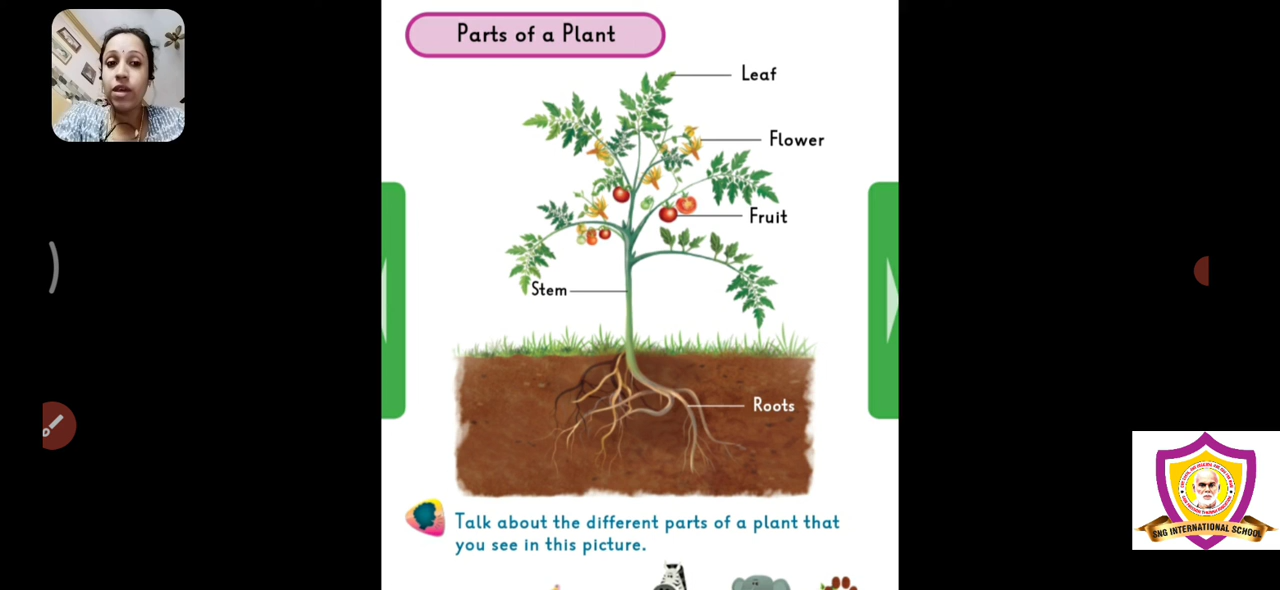 Parts of a Plant
Leaf
Flower
Fruit
Stem
Roots
Talk about the different parts of a plant that
you see in this picture.
SNG INTERNATIONAL SCHOOL